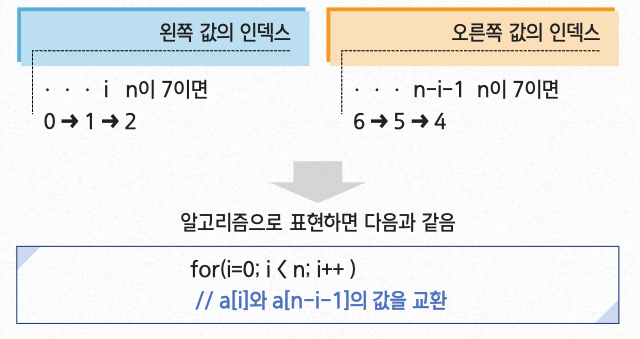 왼쪽 값의 인덱스
· · · i n이 7이면
0 ➜ 1 ➜ 2
오른쪽 값의 인덱스
· · · n-i-1 n이 7이면
6 ➜ 5 ➜ 4
알고리즘으로 표현하면 다음과 같음
for(i=0; i < n; i++ )
// a[i]와 a[n-i-1]의 값을 교환